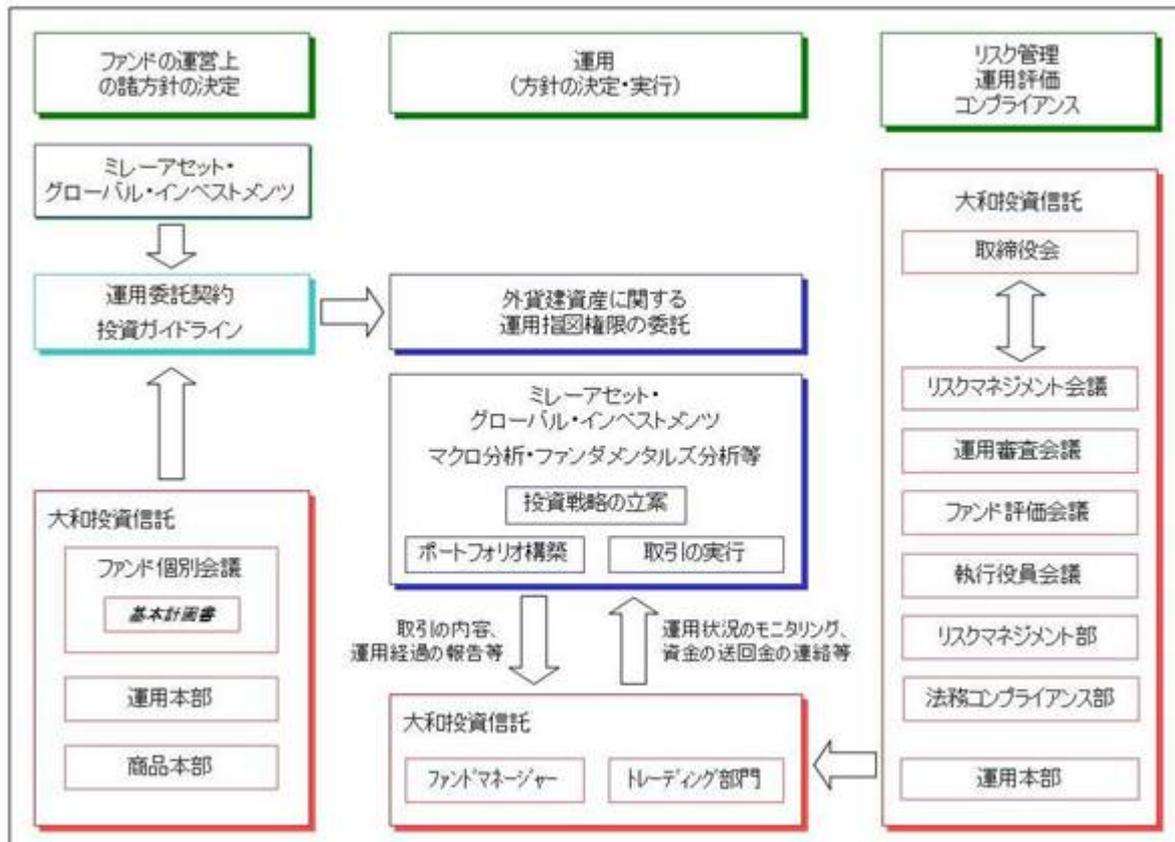 ファンドの運営上
の諸方針の決定
運用
(方針の決定・実行)
リスク管理
運用評価
コンプライアンス
ミレーアセット・
グローバル・インベストメンツ
運用委託契約
投資ガイドライン
大和投資信託
ファンド個別会議
基本計画書
運用本部
商品本部
外貨建資産に関する
運用指図権限の委託
ミレーアセット・
グローバル・インベストメンツ
マクロ分析・ファンダメンタルズ分析等
投資戦略の立案
ポートフォリオ構築
取引の実行
取引の内容、
運用経過の報告等
運用状況のモニタリング、
資金の送回金の連絡等
大和投資信託
ファンドマネージャー
トレーディング部門
大和投資信託
取締役会
リスクマネジメント会議
運用審査会議
ファンド評価会議
執行役員会議
リスクマネジメント部
法務コンプライアンス部
運用本部